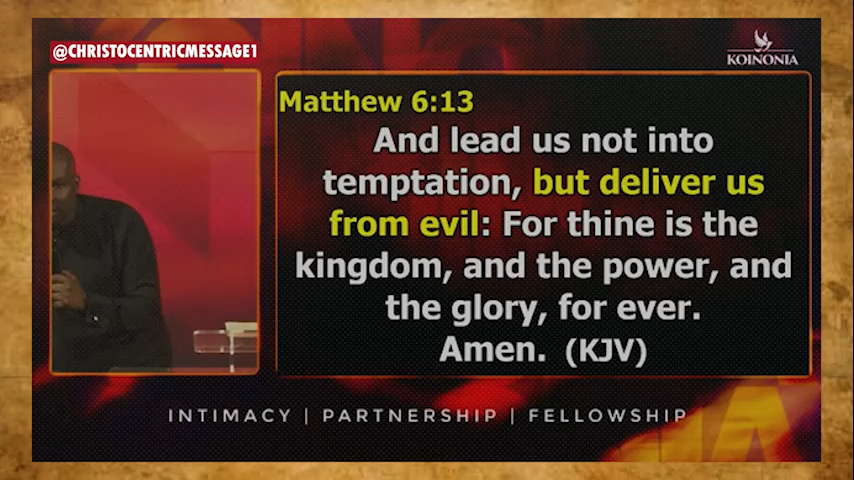 @CHRISTOCENTRICMESSAGE1
KOINONIA
Matthew 6:13
And lead us not into
temptation, but deliver us
from evil: For thine is the
kingdom, and the power, and
the glory, for ever.
Amen. (KJV)
INTIMACY | PARTNERSHIP | FELLOWSHIP